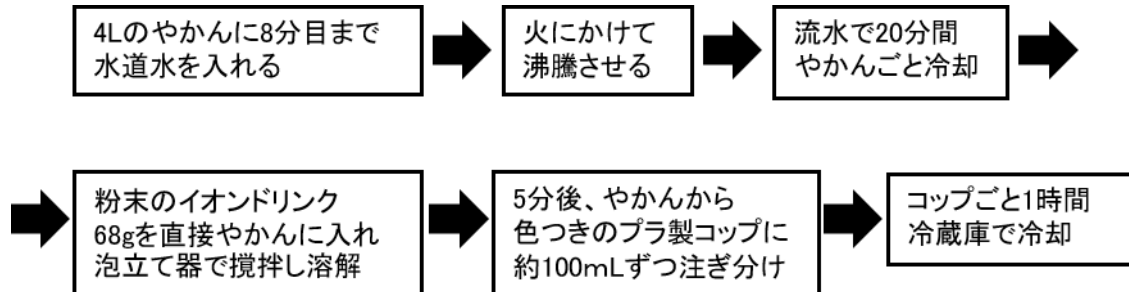 4Lのやかんに8分目まで
水道水を入れる
火にかけて
沸騰させる
流水で20分間
やかんごと冷却
粉末のイオンドリンク
68gを直接やかんに入れ
泡立て器で撹拌し溶解
5分後、やかんから
色つきのプラ製コップに
約100mLずつ注ぎ分け
コップごと1時間
冷蔵庫で冷却